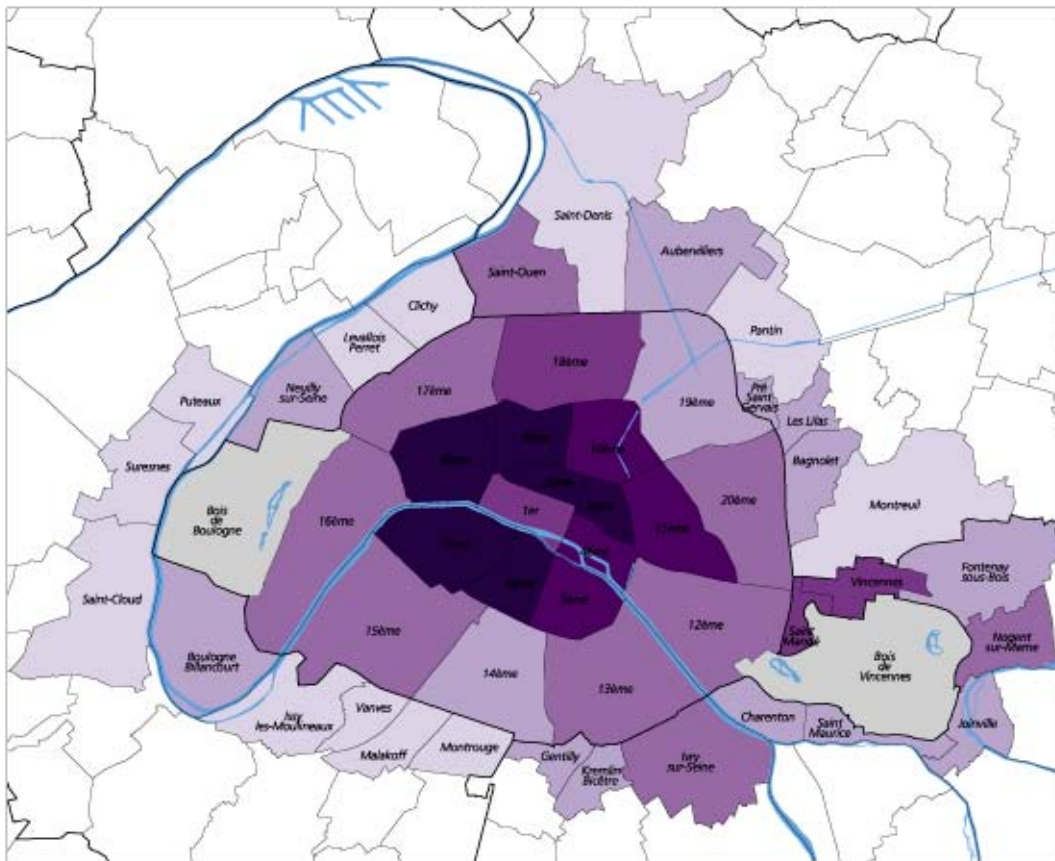 Saint-Denis
Aubervilliers
Saint-Ouen
Clichy
Pantin
Levallois
Perret
18ème
17ème
Neuilly
sur-Seine
Puteaux
Pré
Saint
Gervais
19ème
Les Lilas
Suresnes
10ème
Bagnolet
Bois
de
Boulogne
16ème
1er
20ème
Montreuil
11ème
Vincennes
Fontenay
sous-Bois
Saint-Cloud
5ème
15ème
12ème
Saint
Mandé
Nogent
sur-Marne
Boulogne
Billancourt
14ème
13ème
Bois
de
Vincennes
Issy
les-Moulineaux
Vanves
Charenton
Saint
Maurice
Joinville
Malakoff
Montrouge
Gentilly
Kremlin
Bicêtre
Ivry
sur-Seine